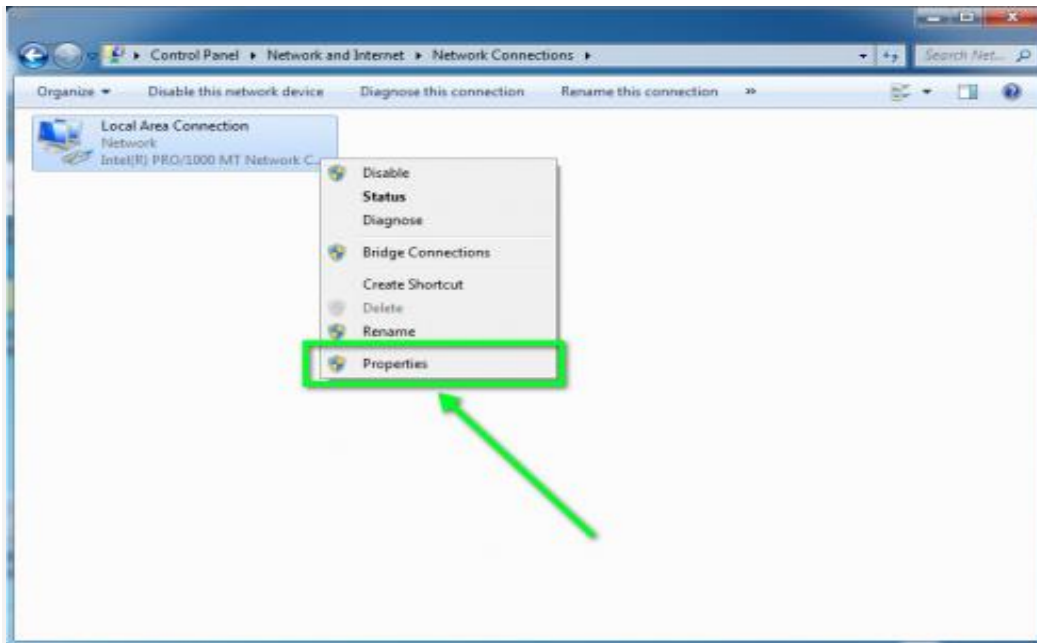 Control Panel ▸ Network and Internet ▸ Network Connections ▸
Search Net...
Organize
Disable this network device
Diagnose this connection
Rename this connection
»
Local Area Connection
Network
Intel(R) PRO/1000 MT Network C...
Disable
Status
Diagnose
Bridge Connections
Create Shortcut
Delete
Rename
Properties